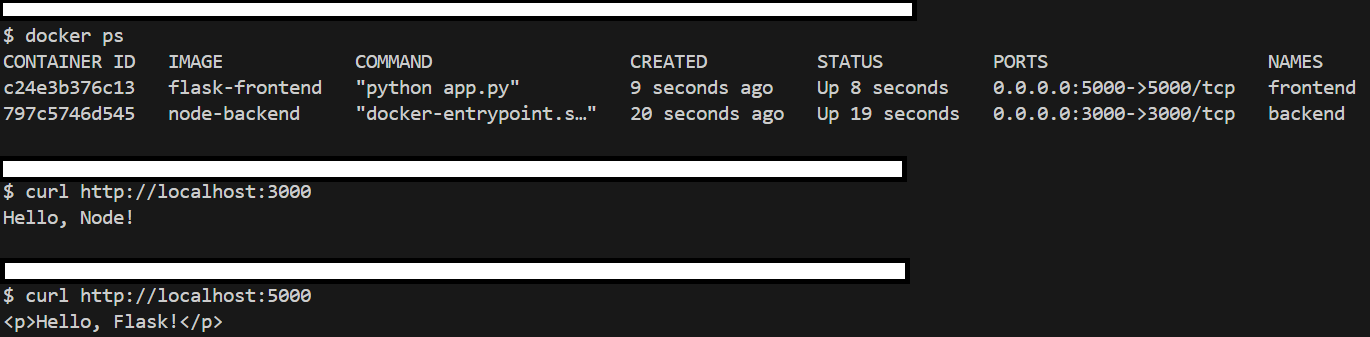 $ docker ps
CONTAINER ID   IMAGE            COMMAND                  CREATED          STATUS          PORTS                    NAMES
c24e3b376c13   flask-frontend   "python app.py"          9 seconds ago    Up 8 seconds    0.0.0.0:5000->5000/tcp   frontend
797c5746d545   node-backend     "docker-entrypoint.s…"   20 seconds ago   Up 19 seconds   0.0.0.0:3000->3000/tcp   backend
$ curl http://localhost:3000
Hello, Node!
$ curl http://localhost:5000
<p>Hello, Flask!</p>